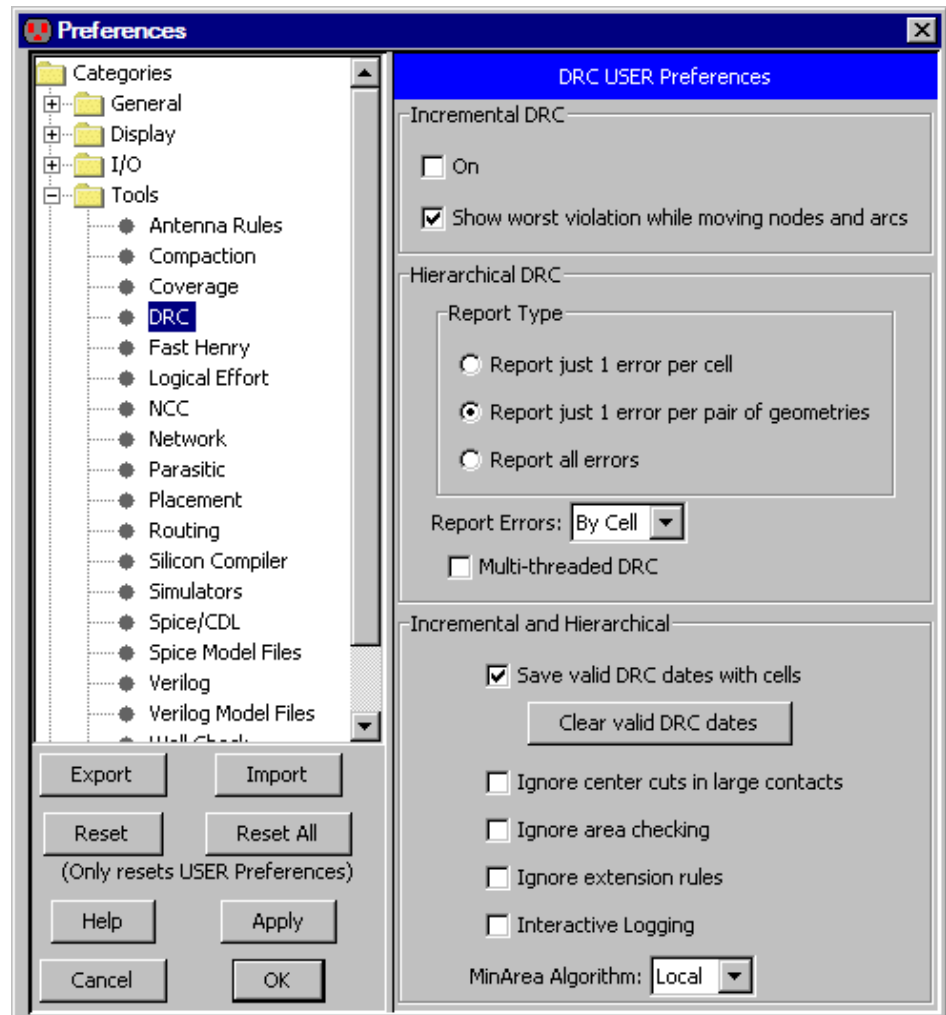 Preferences
Categories
General
Display
I/O
Tools
Antenna Rules
Compaction
Coverage
DRC
Fast Henry
Logical Effort
NCC
Network
Parasitic
Placement
Routing
Silicon Compiler
Simulators
Spice/CDL
Spice Model Files
Verilog
Verilog Model Files
Export
Import
Reset
Reset All
(Only resets USER Preferences)
Help
Apply
Cancel
OK
DRC USER Preferences
Incremental DRC
On
Show worst violation while moving nodes and arcs
Hierarchical DRC
Report Type
Report just 1 error per cell
Report just 1 error per pair of geometries
Report all errors
Report Errors: By Cell
Multi-threaded DRC
Incremental and Hierarchical
Save valid DRC dates with cells
Clear valid DRC dates
Ignore center cuts in large contacts
Ignore area checking
Ignore extension rules
Interactive Logging
MinArea Algorithm: Local